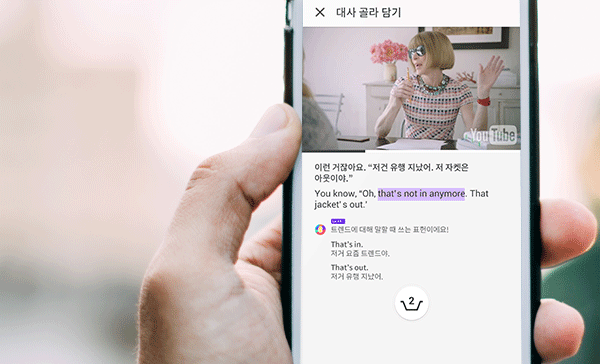 × 대사 골라 담기
YouTube
이런 거잖아요. “저건 유행 지났어. 저 자켓은
아웃이야.”
You know, “Oh, that's not in anymore. That
jacket's out.’
트렌드에 대해 말할 때 쓰는 표현이에요!
That's in.
저거 요즘 트렌드야.
That's out.
저거 유행 지났어.
2